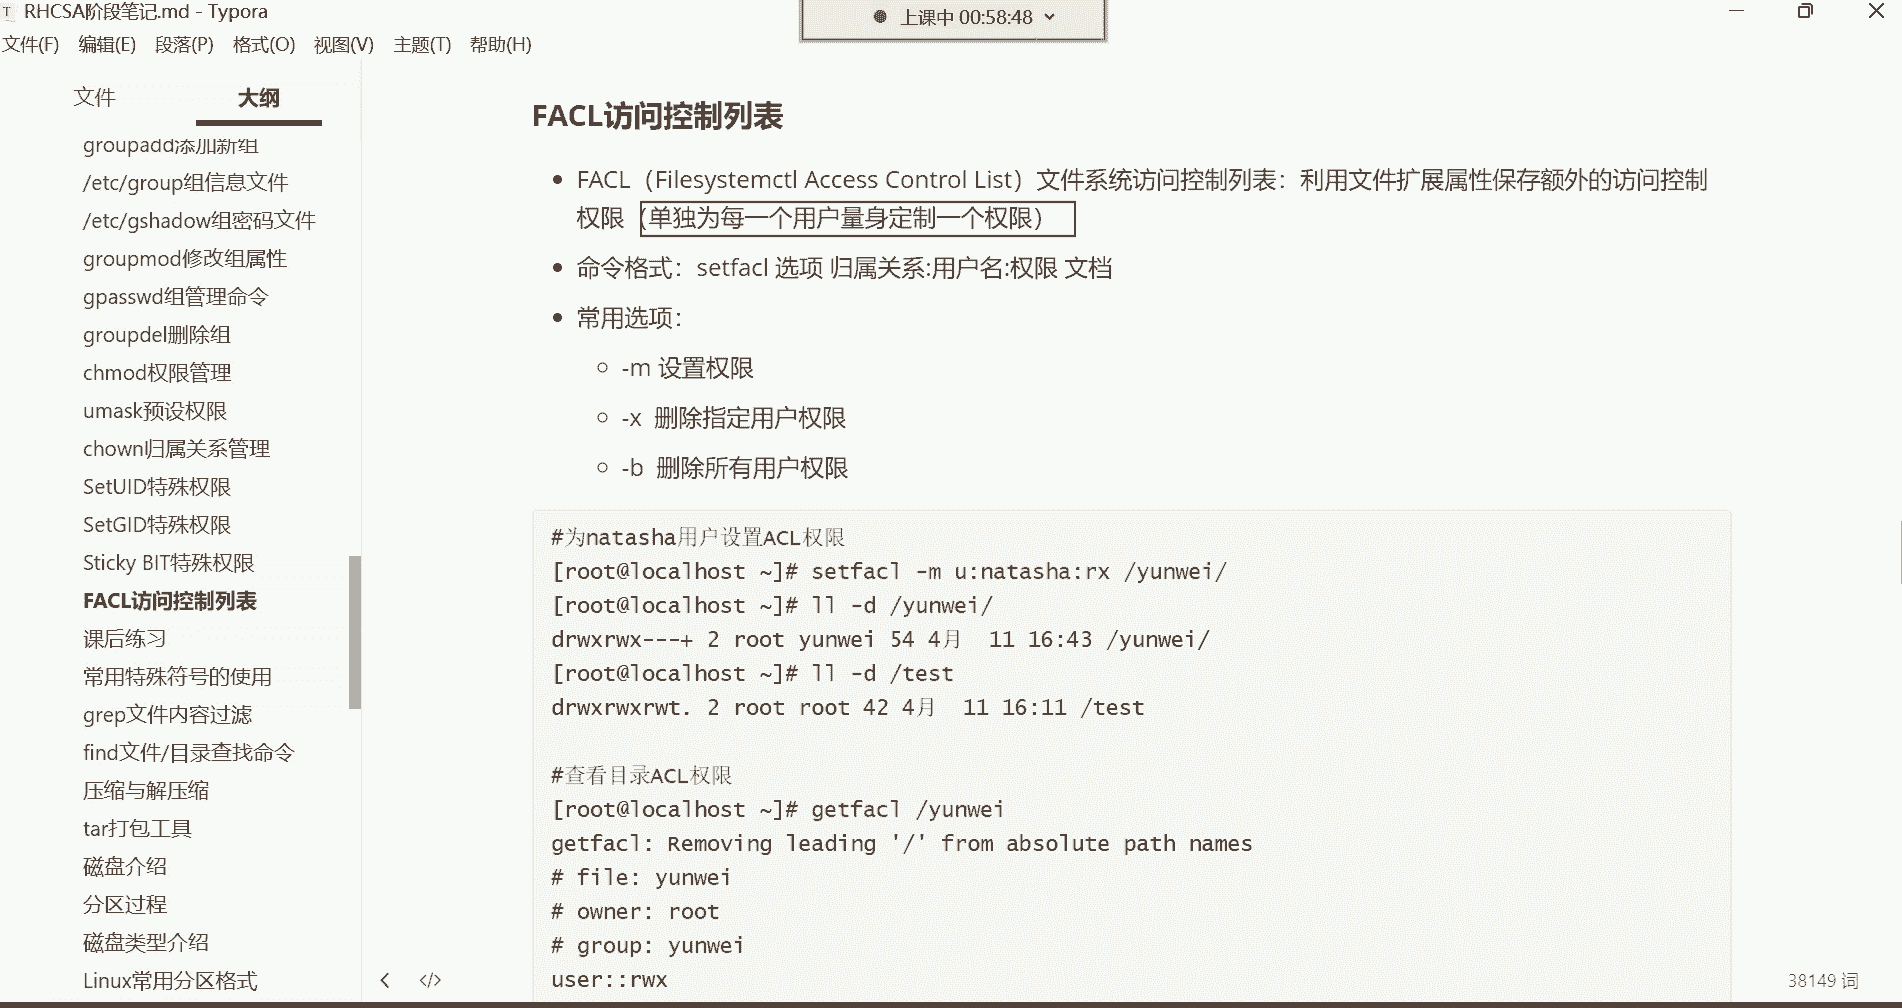 RHCSA阶段笔记.md - Typora
上课中 00:58:48
文件(F) 编辑(E) 段落(P) 格式(O) 视图(V) 主题(T) 帮助(H)
文件 大纲
groupadd添加新组
/etc/group组信息文件
/etc/gshadow组密码文件
groupmod修改组属性
gpasswd组管理命令
groupdel删除组
chmod权限管理
umask预设权限
chown归属关系管理
SetUID特殊权限
SetGID特殊权限
Sticky BIT特殊权限
FACL访问控制列表
课后练习
常用特殊符号的使用
grep文件内容过滤
find文件/目录查找命令
压缩与解压缩
tar打包工具
磁盘介绍
分区过程
磁盘类型介绍
Linux常用分区格式
FACL访问控制列表
FACL（Filesystemctl Access Control List）文件系统访问控制列表：利用文件扩展属性保存额外的访问控制
权限（单独为每一个用户量身定制一个权限）
命令格式：setfacl 选项 归属关系:用户名:权限 文档
常用选项：
-m 设置权限
-x 删除指定用户权限
-b 删除所有用户权限
#为natasha用户设置ACL权限
[root@localhost ~]# setfacl -m u:natasha:rx /yunwei/
[root@localhost ~]# ll -d /yunwei/
drwxrwx---+ 2 root yunwei 54 4月  11 16:43 /yunwei/
[root@localhost ~]# ll -d /test
drwxrwxrwt. 2 root root 42 4月  11 16:11 /test
#查看目录ACL权限
[root@localhost ~]# getfacl /yunwei
getfacl: Removing leading '/' from absolute path names
# file: yunwei
# owner: root
# group: yunwei
user::rwx
38149 词